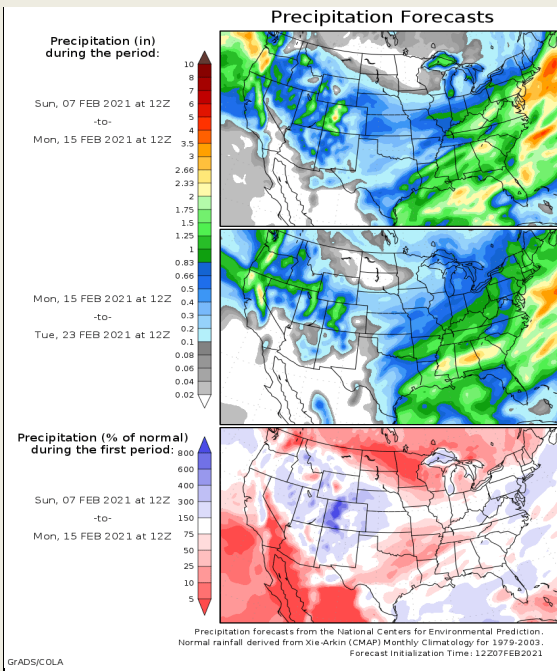 Precipitation Forecasts
Precipitation (in)
during the period:
Sun, 07 FEB 2021 at 12Z
-to-
Mon, 15 FEB 2021 at 12Z
10
8
7
6
5
4
3.5
3
2.66
2.33
2
1.75
1.5
1.25
1
0.83
0.66
0.5
0.4
0.3
0.2
0.1
0.08
0.06
0.04
0.02
Mon, 15 FEB 2021 at 12Z
-to-
Tue, 23 FEB 2021 at 12Z
Precipitation (% of normal)
during the first period:
Sun, 07 FEB 2021 at 12Z
-to-
Mon, 15 FEB 2021 at 12Z
800
600
400
300
150
75
50
25
10
5
Precipitation forecasts from the National Centers for Environmental Prediction.
Normal rainfall derived from Xie-Arkin (CMAP) Monthly Climatology for 1979-2003.
Forecast Initialization Time: 12Z07FEB2021
GrADS/COLA